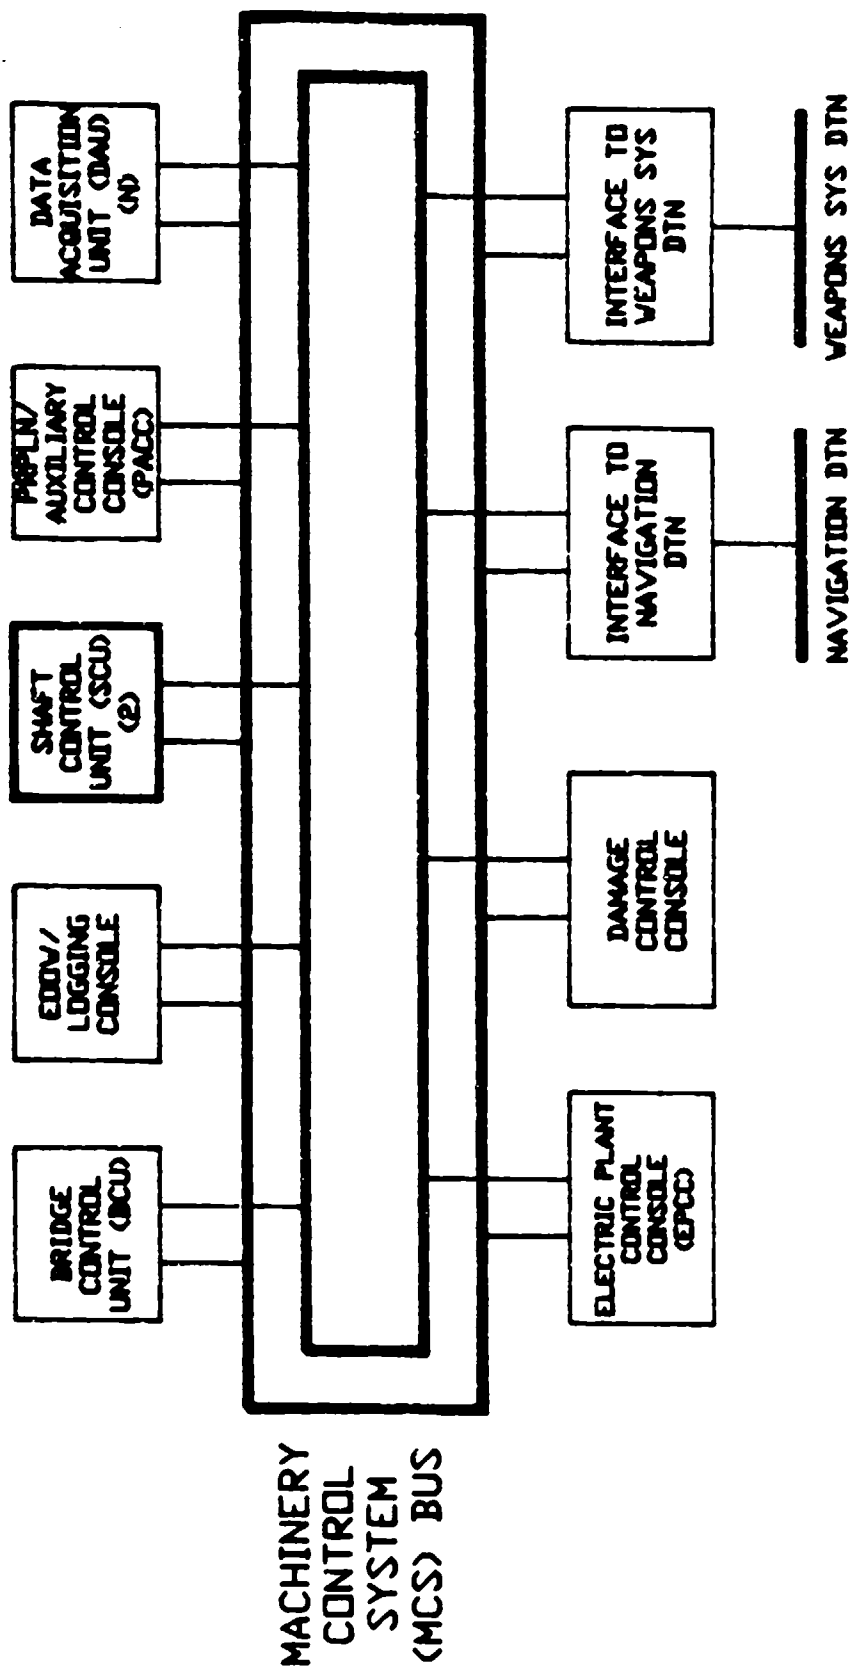 MACHINERY
CONTROL
SYSTEM
(MCS) BUS
BRIDGE
CONTROL
UNIT (BCU)
EOOW/
LOGGING
CONSOLE
SHAFT
CONTROL
UNIT (SCU)
(2)
PRPLN/
AUXILIARY
CONTROL
CONSOLE
(PACC)
DATA
ACQUISITION
UNIT (DAU)
(N)
ELECTRIC PLANT
CONTROL
CONSOLE
(EPCC)
DAMAGE
CONTROL
CONSOLE
INTERFACE TO
NAVIGATION
DTN
INTERFACE TO
WEAPONS SYS
DTN
NAVIGATION DTN
WEAPONS SYS DTN